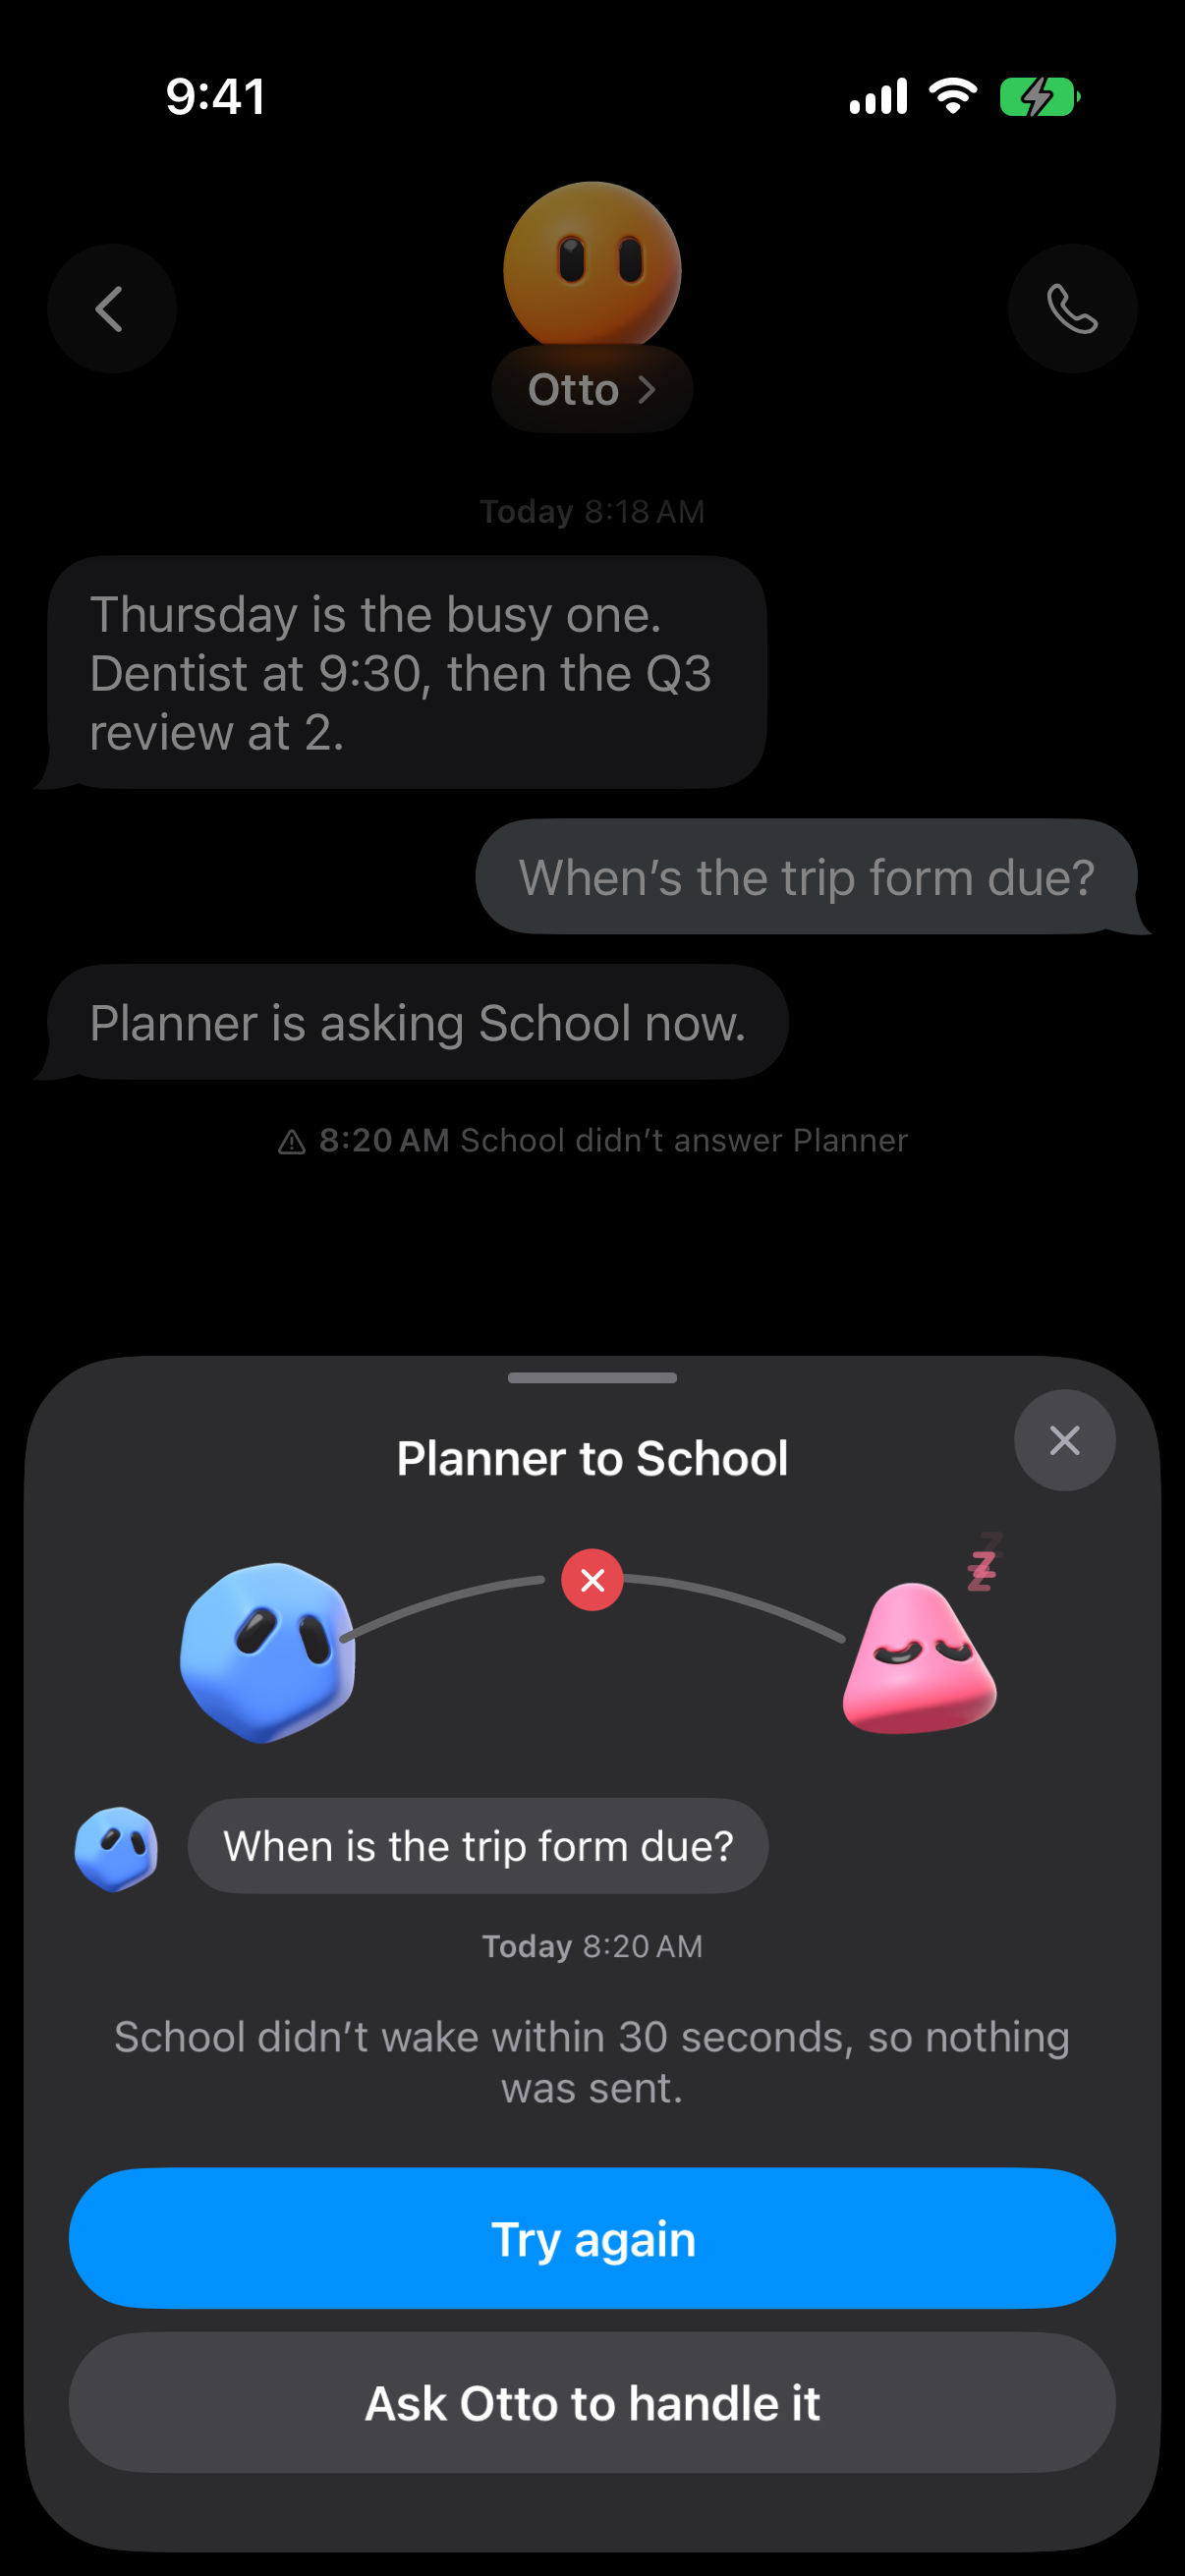 9:41
Otto
Today 8:18 AM
Thursday is the busy one.
Dentist at 9:30, then the Q3
review at 2.
When’s the trip form due?
Planner is asking School now.
8:20 AM School didn’t answer Planner
Planner to School
z
z
When is the trip form due?
Today 8:20 AM
School didn’t wake within 30 seconds, so nothing
was sent.
Try again
Ask Otto to handle it